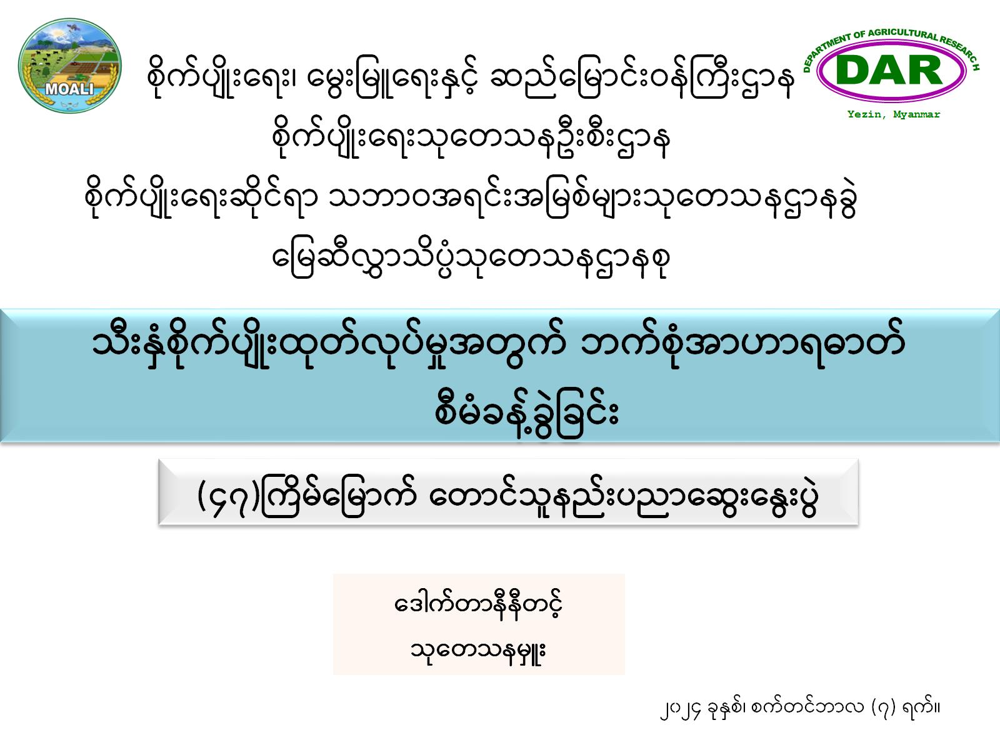 MOALI
DEPARTMENT OF AGRICULTURAL RESEARCH
DAR
Yezin, Myanmar
စိုက်ပျိုးရေး၊ မွေးမြူရေးနှင့် ဆည်မြောင်းဝန်ကြီးဌာန
စိုက်ပျိုးရေးသုတေသနဦးစီးဌာန
စိုက်ပျိုးရေးဆိုင်ရာ သဘာဝအရင်းအမြစ်များသုတေသနဌာနခွဲ
မြေဆီလွှာသိပ္ပံသုတေသနဌာနစု
သီးနှံစိုက်ပျိုးထုတ်လုပ်မှုအတွက် ဘက်စုံအာဟာရဓာတ်
စီမံခန့်ခွဲခြင်း
(၄၇)ကြိမ်မြောက် တောင်သူနည်းပညာဆွေးနွေးပွဲ
ဒေါက်တာနီနီတင့်
သုတေသနမှူး
၂၀၂၄ ခုနှစ်၊ စက်တင်ဘာလ (၇) ရက်။